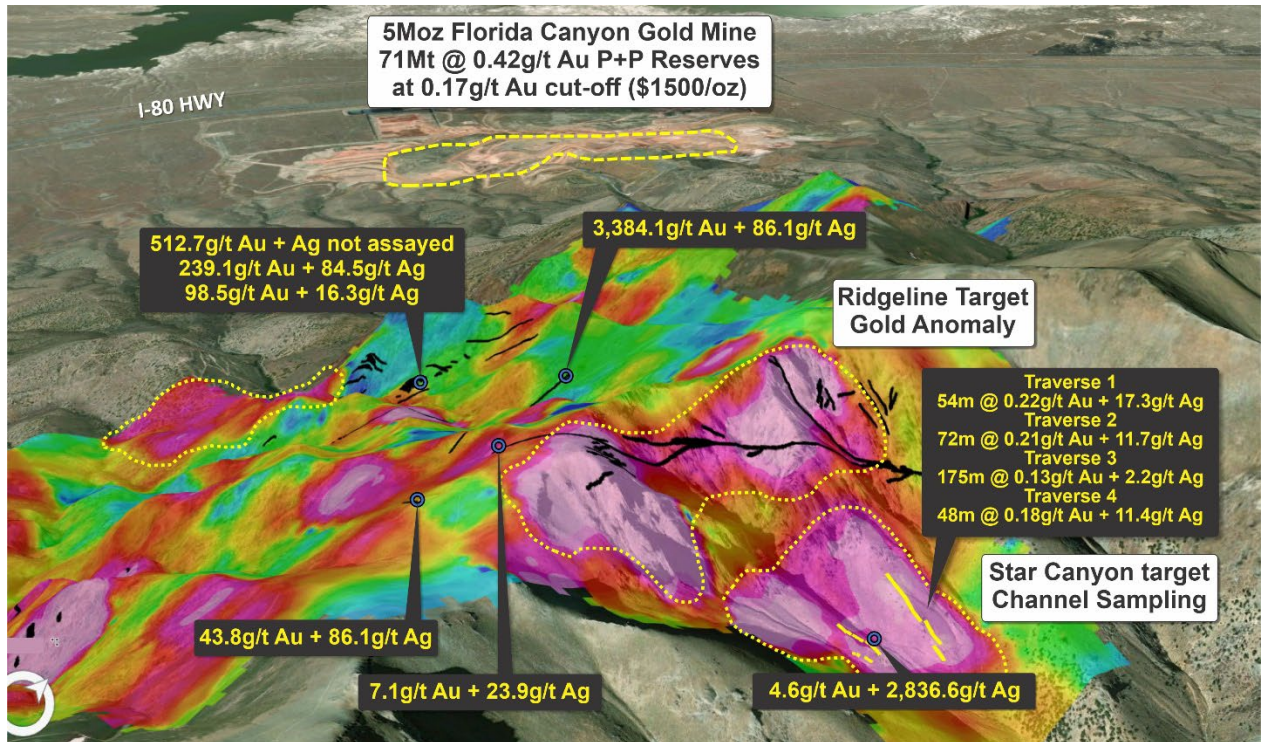 5Moz Florida Canyon Gold Mine
71Mt @ 0.42g/t Au P+P Reserves
at 0.17g/t Au cut-off ($1500/oz)
I-80 HWY
512.7g/t Au + Ag not assayed
239.1g/t Au + 84.5g/t Ag
98.5g/t Au + 16.3g/t Ag
3,384.1g/t Au + 86.1g/t Ag
Ridgeline Target
Gold Anomaly
Traverse 1
54m @ 0.22g/t Au + 17.3g/t Ag
Traverse 2
72m @ 0.21g/t Au + 11.7g/t Ag
Traverse 3
175m @ 0.13g/t Au + 2.2g/t Ag
Traverse 4
48m @ 0.18g/t Au + 11.4g/t Ag
Star Canyon target
Channel Sampling
43.8g/t Au + 86.1g/t Ag
7.1g/t Au + 23.9g/t Ag
4.6g/t Au + 2,836.6g/t Ag